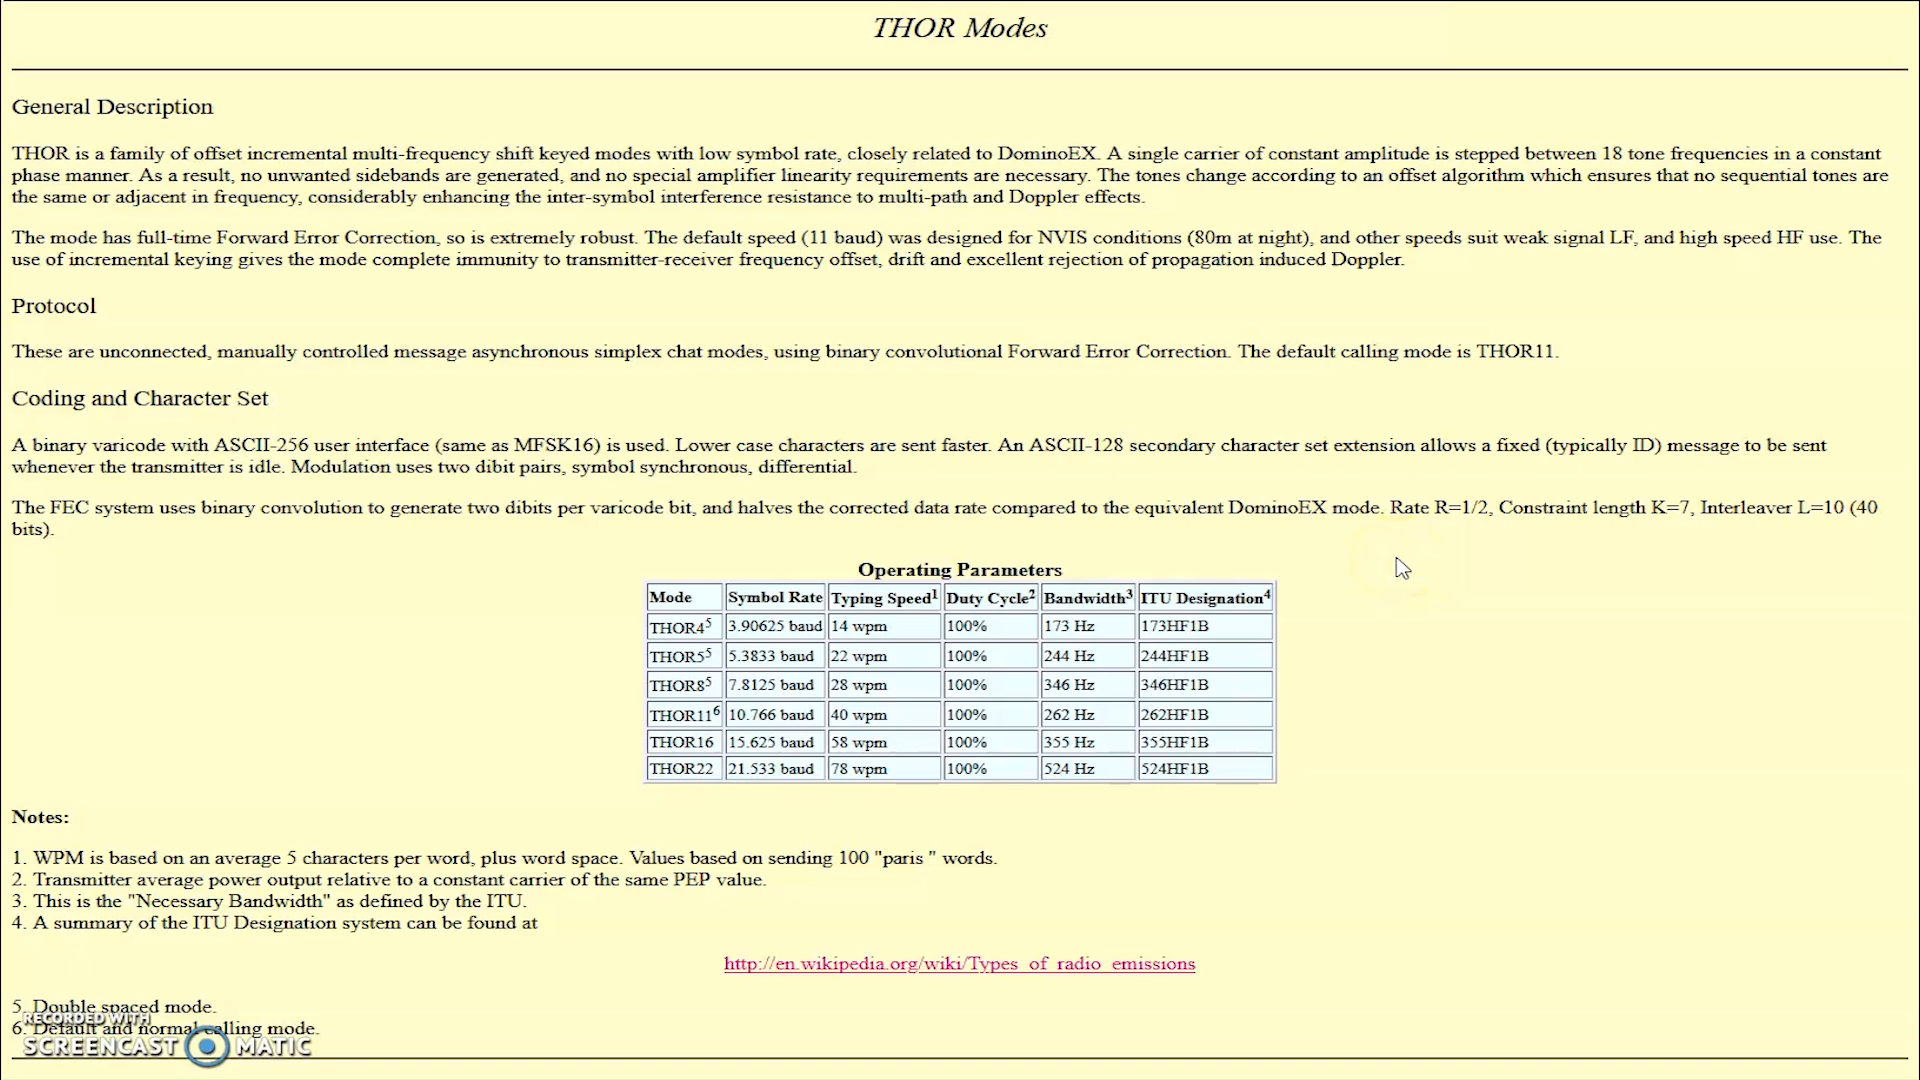 THOR Modes
General Description
THOR is a family of offset incremental multi-frequency shift keyed modes with low symbol rate, closely related to DominoEX. A single carrier of constant amplitude is stepped between 18 tone frequencies in a constant
phase manner. As a result, no unwanted sidebands are generated, and no special amplifier linearity requirements are necessary. The tones change according to an offset algorithm which ensures that no sequential tones are
the same or adjacent in frequency, considerably enhancing the inter-symbol interference resistance to multi-path and Doppler effects.
The mode has full-time Forward Error Correction, so is extremely robust. The default speed (11 baud) was designed for NVIS conditions (80m at night), and other speeds suit weak signal LF, and high speed HF use. The
use of incremental keying gives the mode complete immunity to transmitter-receiver frequency offset, drift and excellent rejection of propagation induced Doppler.
Protocol
These are unconnected, manually controlled message asynchronous simplex chat modes, using binary convolutional Forward Error Correction. The default calling mode is THOR11.
Coding and Character Set
A binary varicode with ASCII-256 user interface (same as MFSK16) is used. Lower case characters are sent faster. An ASCII-128 secondary character set extension allows a fixed (typically ID) message to be sent
whenever the transmitter is idle. Modulation uses two dibit pairs, symbol synchronous, differential.
The FEC system uses binary convolution to generate two dibits per varicode bit, and halves the corrected data rate compared to the equivalent DominoEX mode. Rate R=1/2, Constraint length K=7, Interleaver L=10 (40
bits).
Operating Parameters
Mode Symbol Rate Typing Speed1 Duty Cycle2 Bandwidth3 ITU Designation4
THOR45 3.90625 baud 14 wpm 100% 173 Hz 173HF1B
THOR55 5.3833 baud 22 wpm 100% 244 Hz 244HF1B
THOR85 7.8125 baud 28 wpm 100% 346 Hz 346HF1B
THOR116 10.766 baud 40 wpm 100% 262 Hz 262HF1B
THOR16 15.625 baud 58 wpm 100% 355 Hz 355HF1B
THOR22 21.533 baud 78 wpm 100% 524 Hz 524HF1B
Notes:
1. WPM is based on an average 5 characters per word, plus word space. Values based on sending 100 "paris " words.
2. Transmitter average power output relative to a constant carrier of the same PEP value.
3. This is the "Necessary Bandwidth" as defined by the ITU.
4. A summary of the ITU Designation system can be found at
http://en.wikipedia.org/wiki/Types_of_radio_emissions
5. Double spaced mode.
6. Default and normal calling mode.
RECORDED WITH
SCREENCAST MATIC